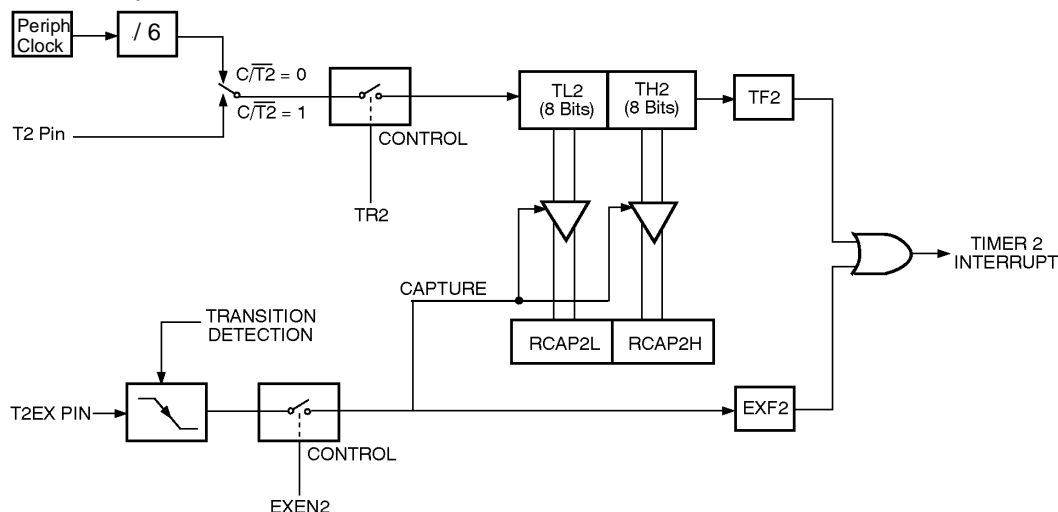 Periph
Clock
/ 6
C/T2 = 0
C/T2 = 1
T2 Pin
CONTROL
TR2
TL2
(8 Bits)
TH2
(8 Bits)
TF2
TIMER 2
INTERRUPT
CAPTURE
TRANSITION
DETECTION
RCAP2L
RCAP2H
T2EX PIN
EXF2
CONTROL
EXEN2